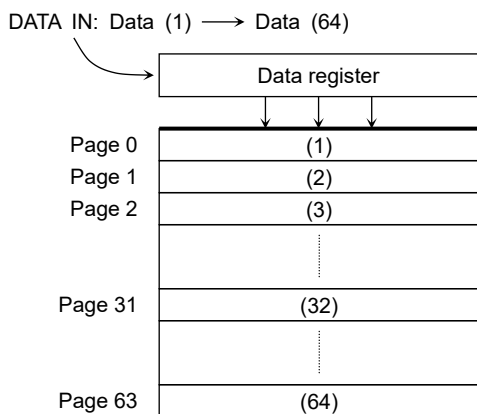 DATA IN: Data (1) ⟶ Data (64)
Data register
Page 0 (1)
Page 1 (2)
Page 2 (3)
Page 31 (32)
Page 63 (64)